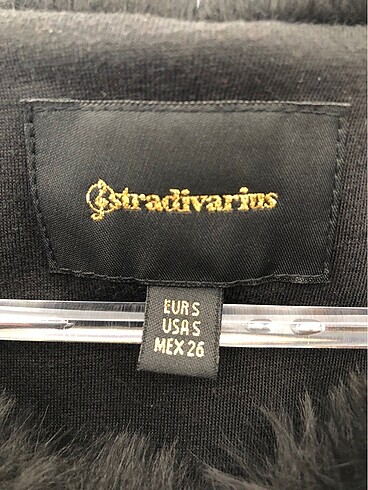 stradivarius
EUR S
USA S
MEX 26